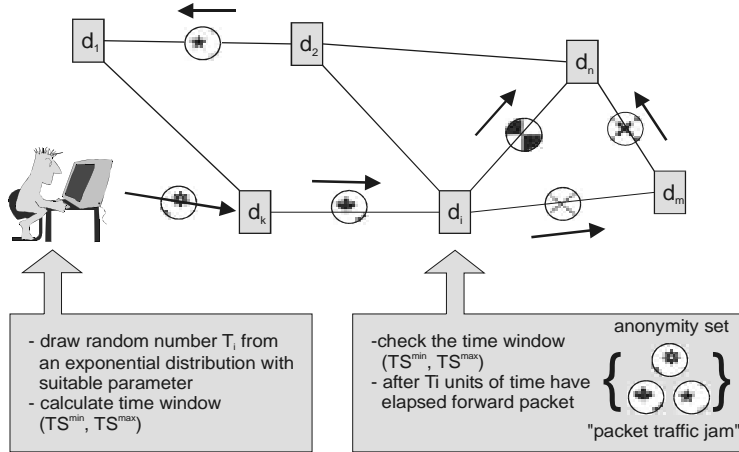 d₁
d₂
dₙ
dₖ
dᵢ
dₘ
- draw random number Tᵢ from
an exponential distribution with
suitable parameter
- calculate time window
(TSᵐⁱⁿ, TSᵐᵃˣ)
-check the time window
(TSᵐⁱⁿ, TSᵐᵃˣ)
- after Ti units of time have
elapsed forward packet
anonymity set
{ }
"packet traffic jam"